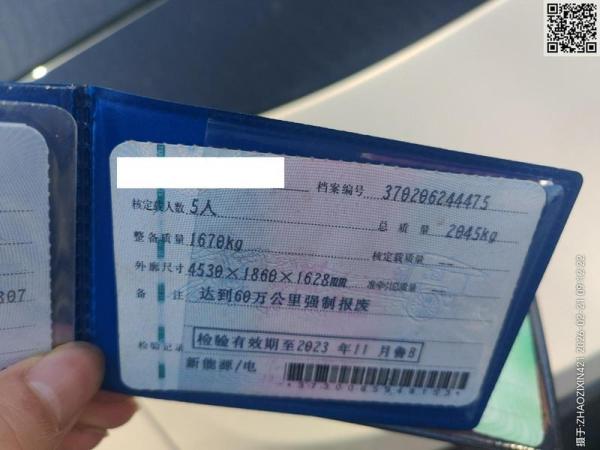 档案编号 370206244475
核定载人数 5人
总质量 2045kg
整备质量 1670kg
核定载质量
外廓尺寸 4530×1860×1628mm
准牵引总质量
备注 达到60万公里强制报废
检验记录
检验有效期至2023年11月鲁B
新能源/电
807
摄于:ZHAOZIXIN421 2026-02-21 09:16:22